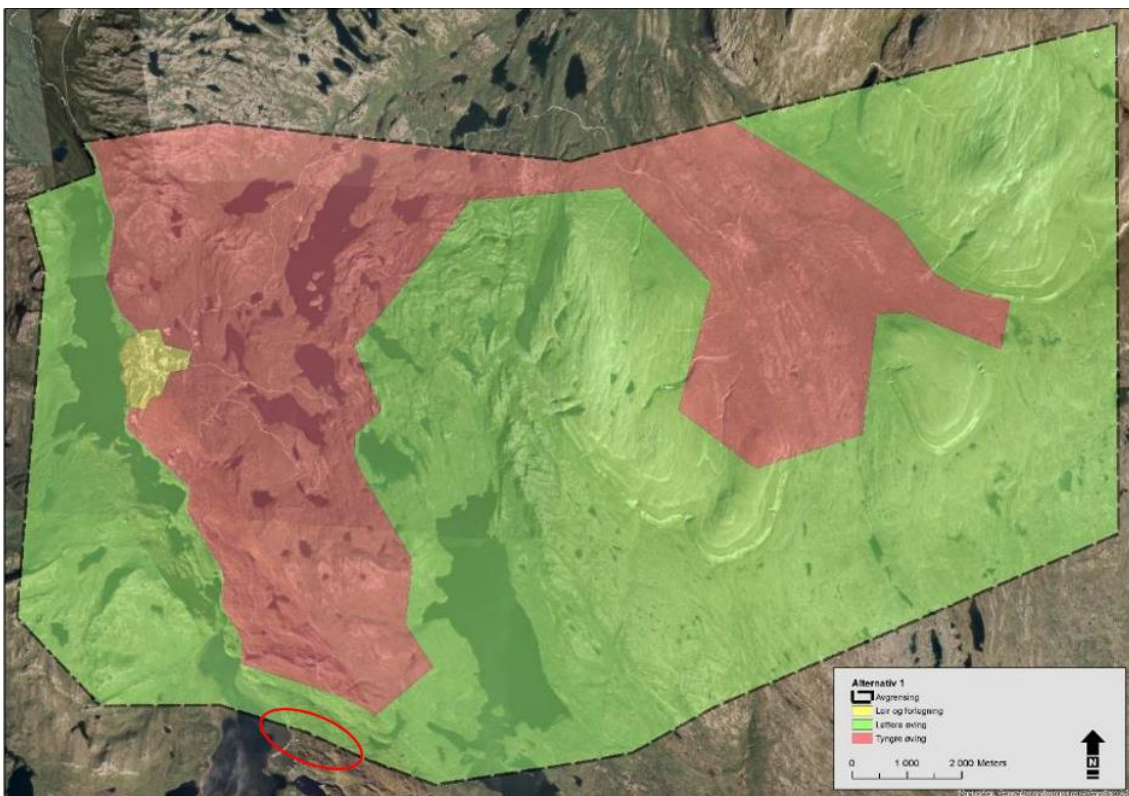 Alternativ 1
Avgrensing
Leir og forlegning
Lettere øving
Tyngre øving
0 1 000 2 000 Meters
N